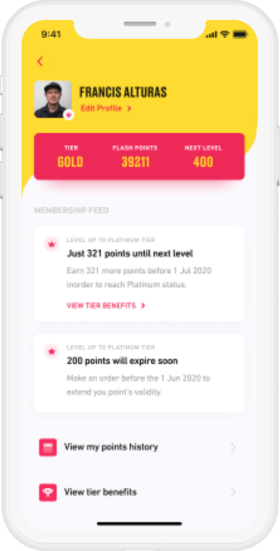 9:41
FRANCIS ALTURAS
Edit Profile
TIER FLASH POINTS NEXT LEVEL
GOLD 39211 400
MEMBERSHIP FEED
LEVEL UP TO PLATINUM TIER
Just 321 points until next level
Earn 321 more points before 1 Jul 2020
inorder to reach Platinum status.
VIEW TIER BENEFITS
LEVEL UP TO PLATINUM TIER
200 points will expire soon
Make an order before the 1 Jun 2020 to
extend you point's validity.
View my points history
View tier benefits